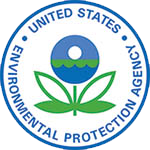 UNITED STATES
• ENVIRONMENTAL PROTECTION AGENCY •